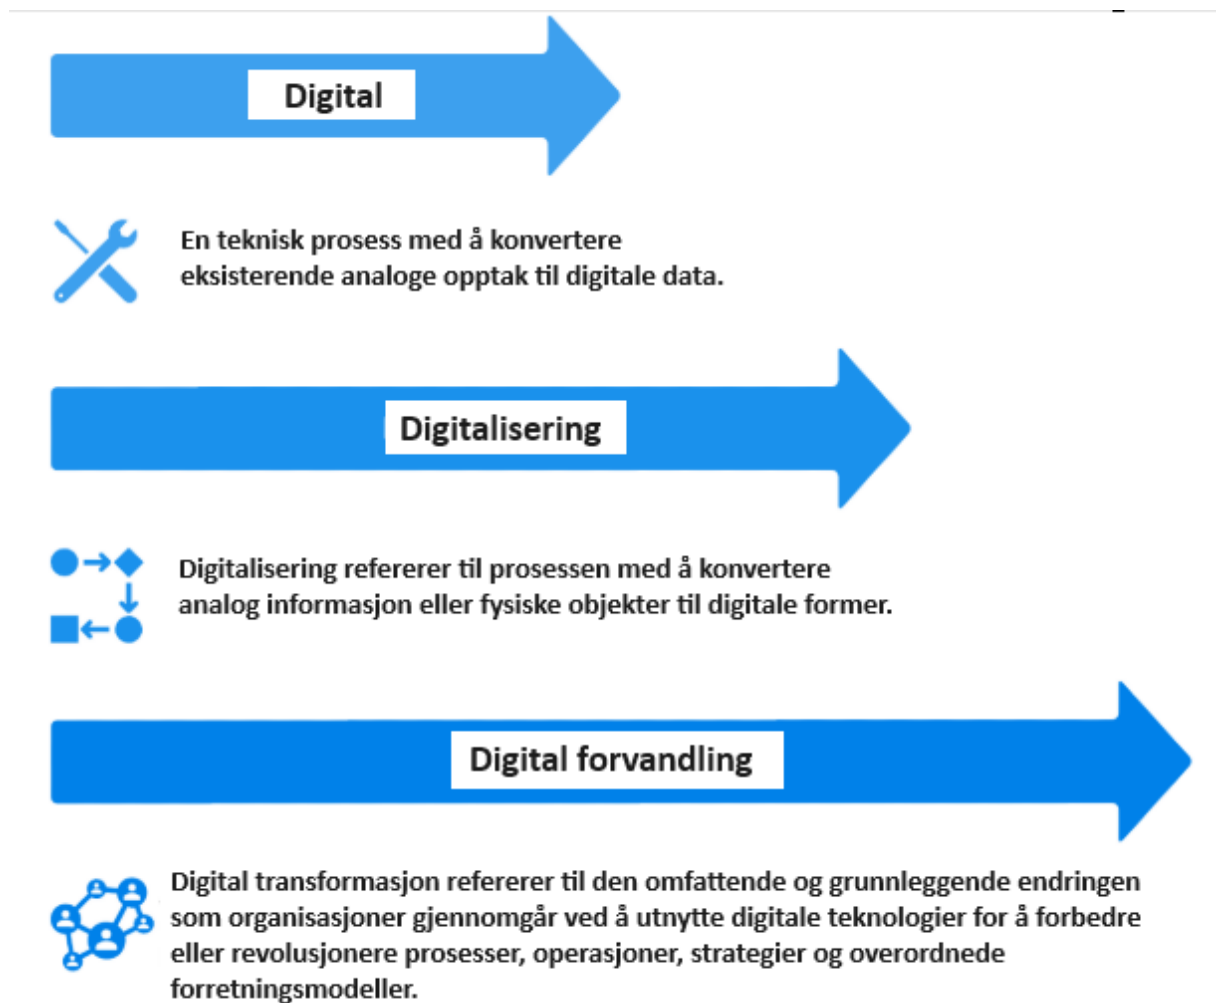 Digital
En teknisk prosess med å konvertere
eksisterende analoge opptak til digitale data.
Digitalisering
Digitalisering refererer til prosessen med å konvertere
analog informasjon eller fysiske objekter til digitale former.
Digital forvandling
Digital transformasjon refererer til den omfattende og grunnleggende endringen
som organisasjoner gjennomgår ved å utnytte digitale teknologier for å forbedre
eller revolusjonere prosesser, operasjoner, strategier og overordnede
forretningsmodeller.